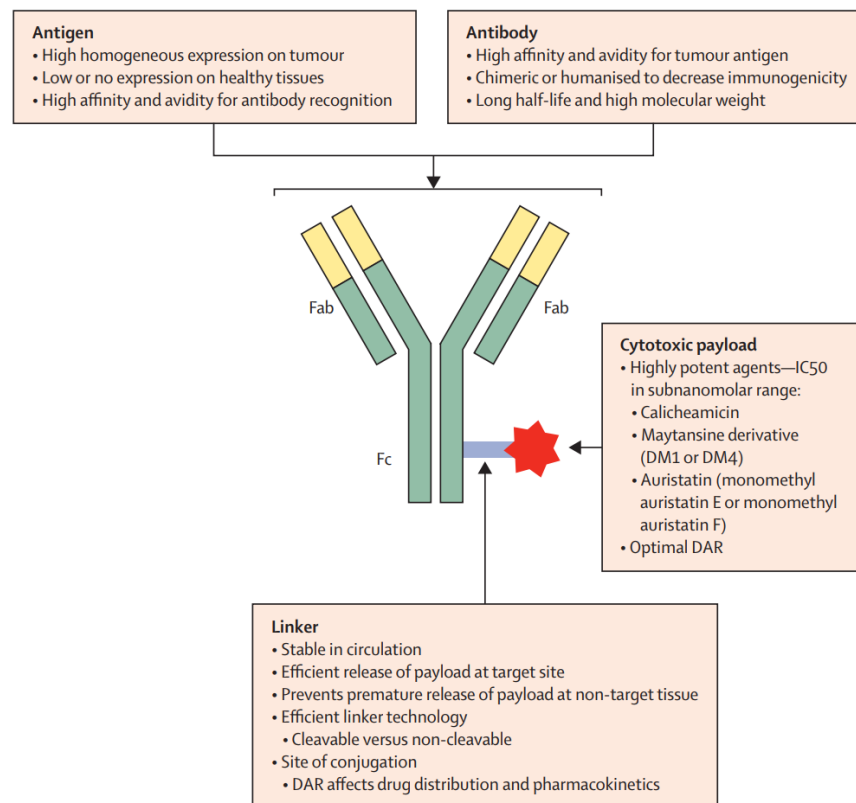 Antigen
• High homogeneous expression on tumour
• Low or no expression on healthy tissues
• High affinity and avidity for antibody recognition
Antibody
• High affinity and avidity for tumour antigen
• Chimeric or humanised to decrease immunogenicity
• Long half-life and high molecular weight
Fab
Fab
Fc
Cytotoxic payload
• Highly potent agents—IC50
in subnanomolar range:
• Calicheamicin
• Maytansine derivative
(DM1 or DM4)
• Auristatin (monomethyl
auristatin E or monomethyl
auristatin F)
• Optimal DAR
Linker
• Stable in circulation
• Efficient release of payload at target site
• Prevents premature release of payload at non-target tissue
• Efficient linker technology
• Cleavable versus non-cleavable
• Site of conjugation
• DAR affects drug distribution and pharmacokinetics